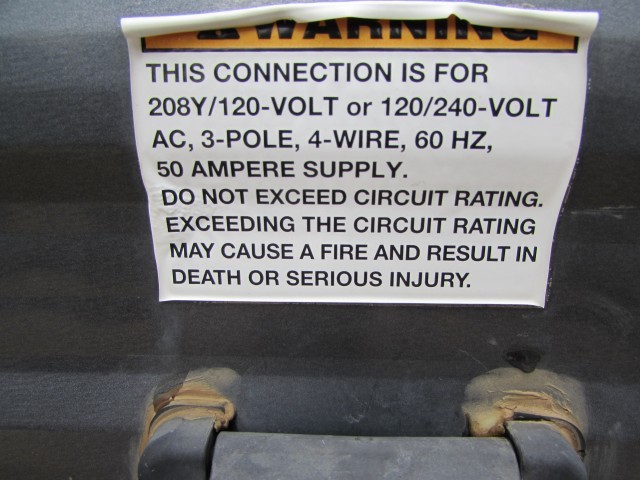 WARNING
THIS CONNECTION IS FOR
208Y/120-VOLT or 120/240-VOLT
AC, 3-POLE, 4-WIRE, 60 HZ,
50 AMPERE SUPPLY.
DO NOT EXCEED CIRCUIT RATING.
EXCEEDING THE CIRCUIT RATING
MAY CAUSE A FIRE AND RESULT IN
DEATH OR SERIOUS INJURY.